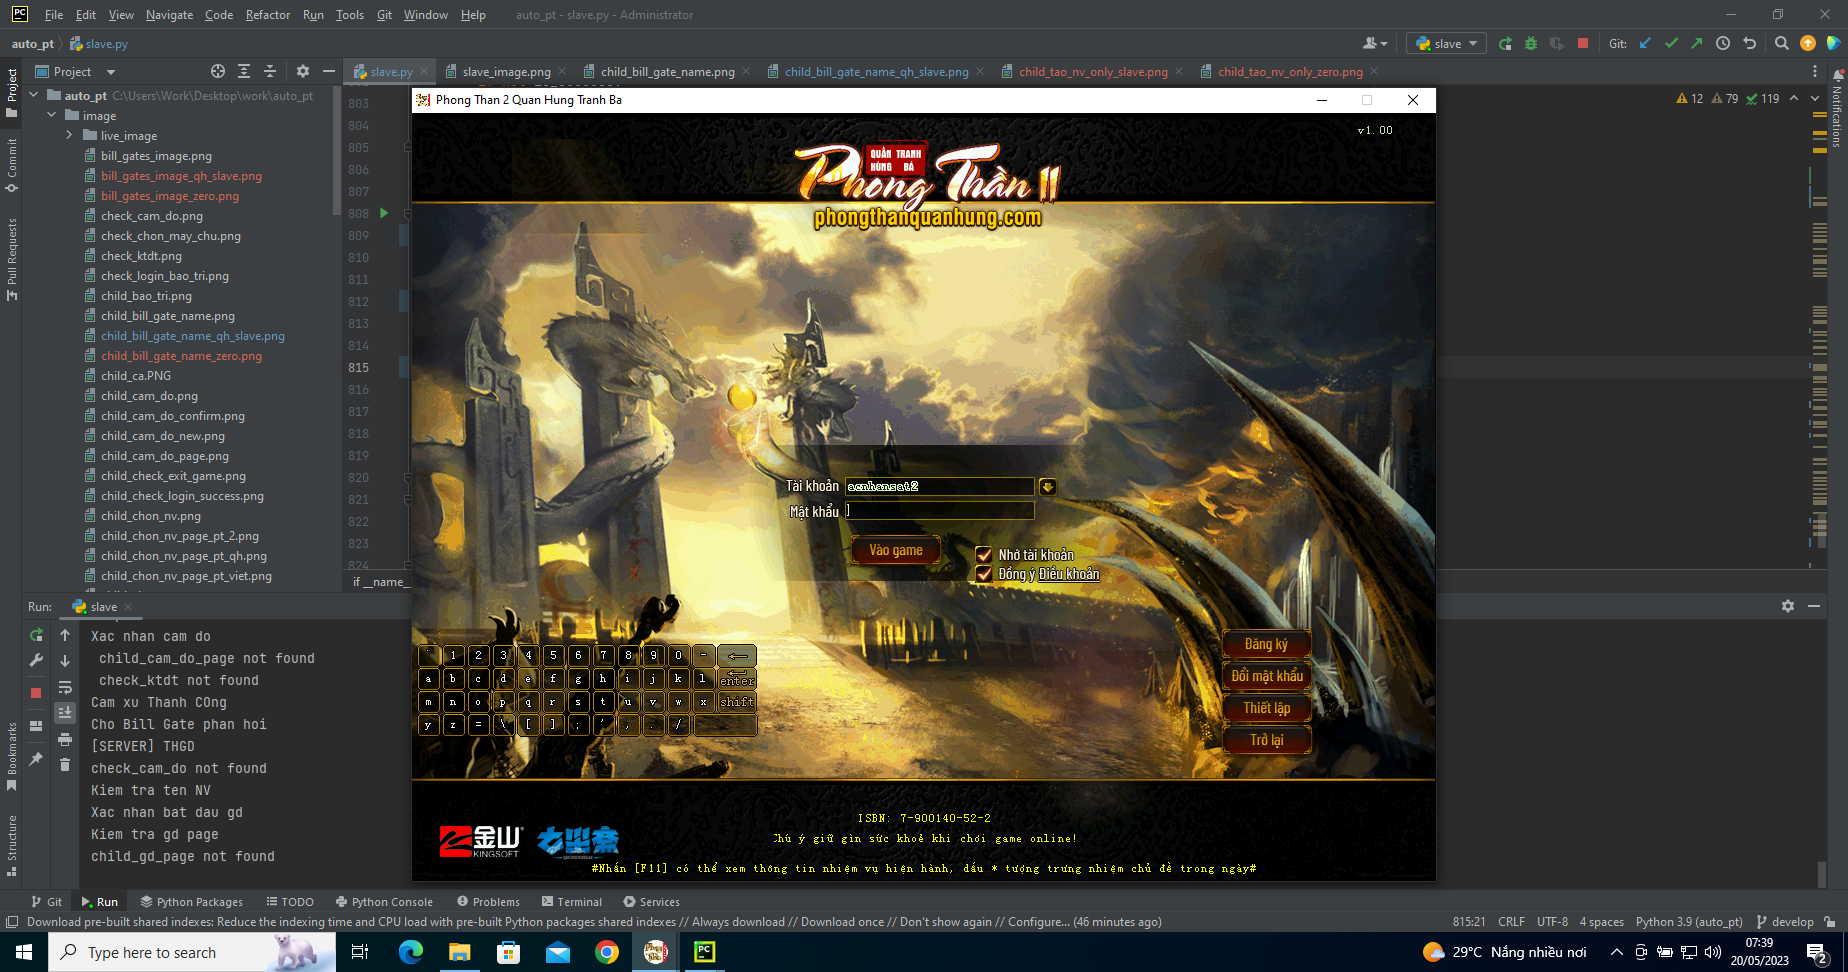 File Edit View Navigate Code Refactor Run Tools Git Window Help auto_pt - slave.py - Administrator
auto_pt slave.py
slave
Git:
Project
slave.py slave_image.png child_bill_gate_name.png child_bill_gate_name_qh_slave.png child_tao_nv_only_slave.png child_tao_nv_only_zero.png
Project
Commit
Pull Requests
Bookmarks
Structure
Notifications
auto_pt C:\Users\Work\Desktop\work\auto_pt
image
live_image
bill_gates_image.png
bill_gates_image_qh_slave.png
bill_gates_image_zero.png
check_cam_do.png
check_chon_may_chu.png
check_ktdt.png
check_login_bao_tri.png
child_bao_tri.png
child_bill_gate_name.png
child_bill_gate_name_qh_slave.png
child_bill_gate_name_zero.png
child_ca.PNG
child_cam_do.png
child_cam_do_confirm.png
child_cam_do_new.png
child_cam_do_page.png
child_check_exit_game.png
child_check_login_success.png
child_chon_nv.png
child_chon_nv_page_pt_2.png
child_chon_nv_page_pt_qh.png
child_chon_nv_page_pt_viet.png
803
804
805
806
807
808
809
810
811
812
813
814
815
816
817
818
819
820
821
822
823
824
if __name__
12 79 119
Phong Than 2 Quan Hung Tranh Ba
v1.00
QUẦN TRANH
HÙNG BÁ
Phong Thần II
phongthanquanhung.com
Tài khoản acnhansat2
Mật khẩu
Vào game
Nhớ tài khoản
Đồng ý Điều khoản
` 1 2 3 4 5 6 7 8 9 0 -
a b c d e f g h i j k l enter
m n o p q r s t u v w x shift
y z = \ [ ] ; ' , . /
Đăng ký
Đổi mật khẩu
Thiết lập
Trở lại
金山
KINGSOFT
ISBN: 7-900140-52-2
Chú ý giữ gìn sức khoẻ khi chơi game online!
#Nhấn [F11] có thể xem thông tin nhiệm vụ hiện hành, dấu * tượng trưng nhiệm chủ đề trong ngày#
Run: slave
Xac nhan cam do
child_cam_do_page not found
check_ktdt not found
Cam xu Thanh COng
Cho Bill Gate phan hoi
[SERVER] THGD
check_cam_do not found
Kiem tra ten NV
Xac nhan bat dau gd
Kiem tra gd page
child_gd_page not found
Git Run Python Packages TODO Python Console Problems Terminal Services
Download pre-built shared indexes: Reduce the indexing time and CPU load with pre-built Python packages shared indexes // Always download // Download once // Don't show again // Configure... (46 minutes ago)
815:21 CRLF UTF-8 4 spaces Python 3.9 (auto_pt) develop
Type here to search
29°C Nắng nhiều nơi
07:39
20/05/2023
2